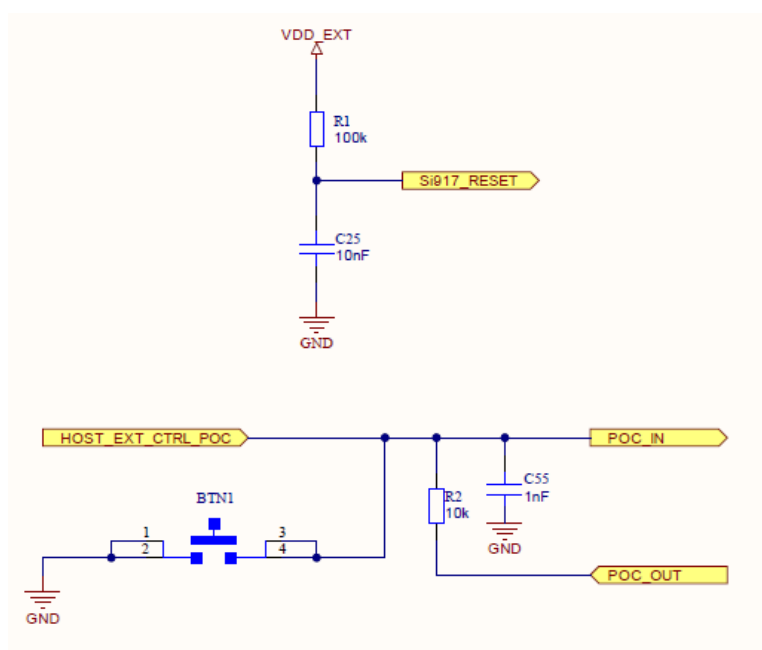 VDD_EXT
R1
100k
Si917_RESET
C25
10nF
GND
HOST_EXT_CTRL_POC
POC_IN
BTN1
1
2
3
4
R2
10k
C55
1nF
GND
POC_OUT
GND